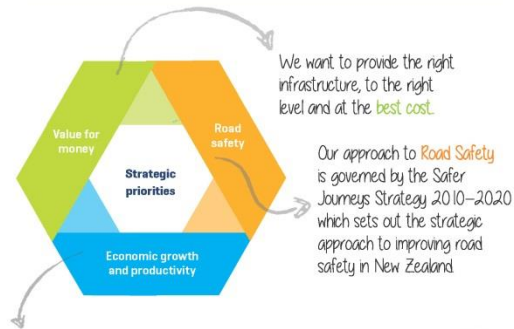 We want to provide the right
infrastructure, to the right
level and at the best cost.
Value for
money
Road
safety
Strategic
priorities
Our approach to Road Safety
is governed by the Safer
Journeys Strategy 2010–2020
which sets out the strategic
approach to improving road
safety in New Zealand
Economic growth
and productivity